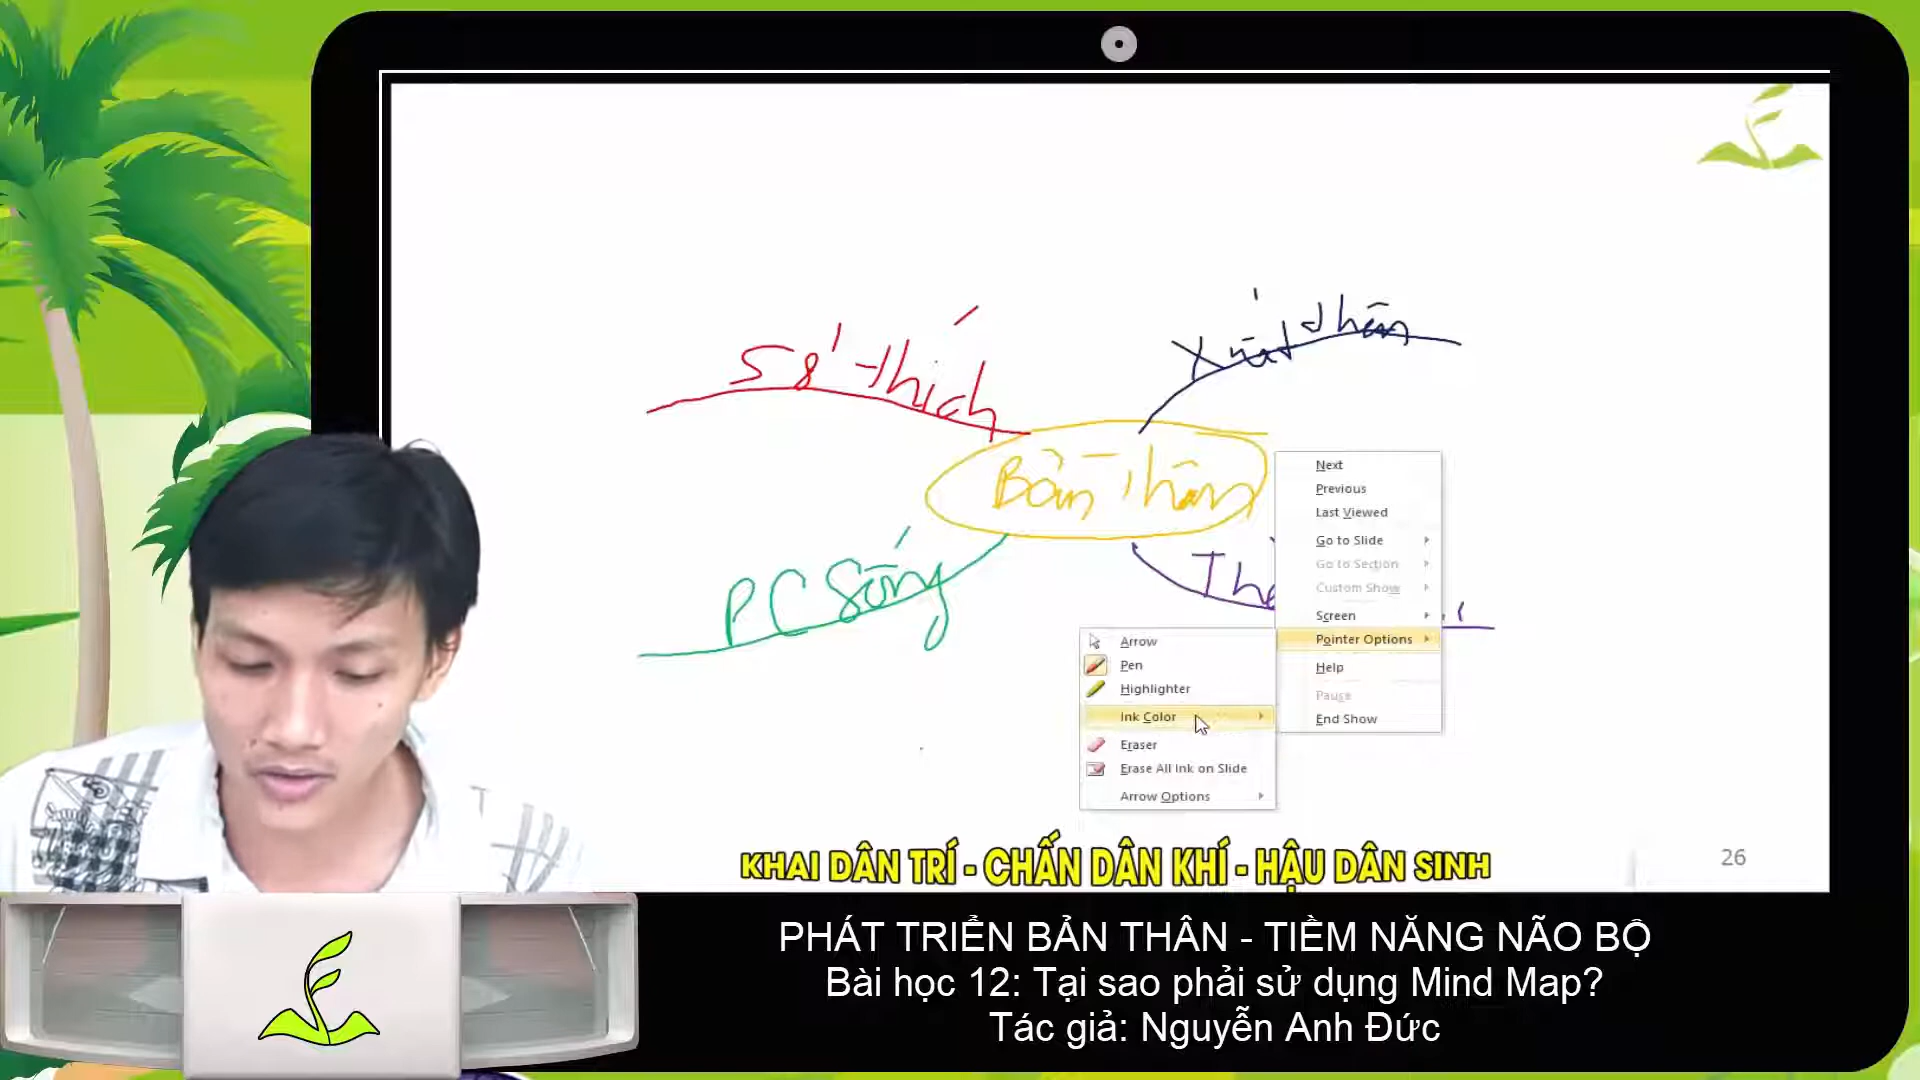 Sở thích
Xuất thân
Bản thân
PC Sống
Next
Previous
Last Viewed
Go to Slide
Go to Section
Custom Show
Screen
Pointer Options
Help
Pause
End Show
Arrow
Pen
Highlighter
Ink Color
Eraser
Erase All Ink on Slide
Arrow Options
KHAI DÂN TRÍ - CHẤN DÂN KHÍ - HẬU DÂN SINH
26
PHÁT TRIỂN BẢN THÂN - TIỀM NĂNG NÃO BỘ
Bài học 12: Tại sao phải sử dụng Mind Map?
Tác giả: Nguyễn Anh Đức